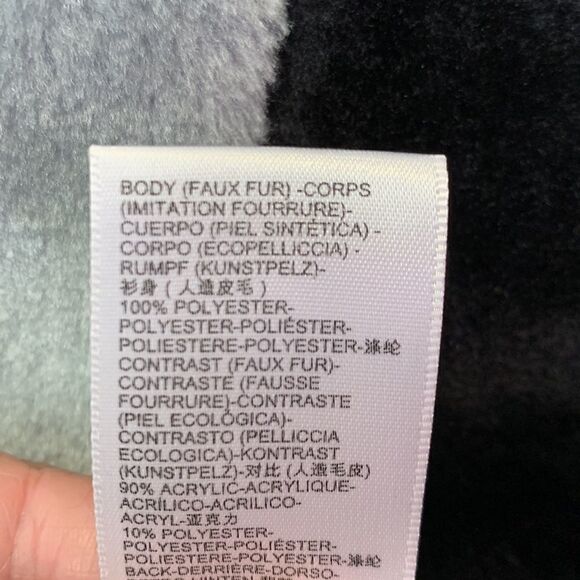 BODY (FAUX FUR) -CORPS
(IMITATION FOURRURE)-
CUERPO (PIEL SINTÉTICA) -
CORPO (ECOPELLICCIA) -
RUMPF (KUNSTPELZ)-
衫身 (人造皮毛)
100% POLYESTER-
POLYESTER-POLIÉSTER-
POLIESTERE-POLYESTER-涤纶
CONTRAST (FAUX FUR)-
CONTRASTE (FAUSSE
FOURRURE)-CONTRASTE
(PIEL ECOLÓGICA)-
CONTRASTO (PELLICCIA
ECOLOGICA)-KONTRAST
(KUNSTPELZ)-对比 (人造毛皮)
90% ACRYLIC-ACRYLIQUE-
ACRÍLICO-ACRILICO-
ACRYL-亚克力
10% POLYESTER-
POLYESTER-POLIÉSTER-
POLIESTERE-POLYESTER-涤纶
BACK-DERRIÈRE-DORSO-